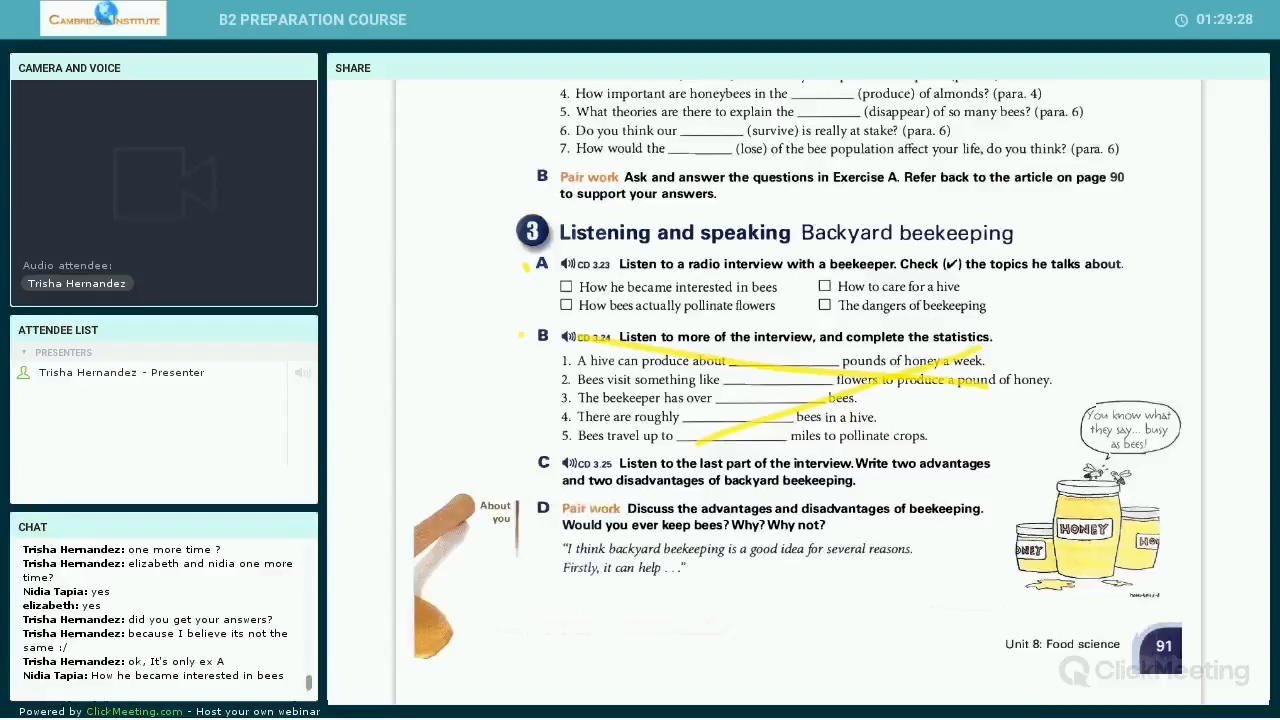 CAMBRIDGE INSTITUTE
B2 PREPARATION COURSE
01:29:28
CAMERA AND VOICE
Audio attendee:
Trisha Hernandez
ATTENDEE LIST
PRESENTERS
Trisha Hernandez - Presenter
CHAT
Trisha Hernandez: one more time ?
Trisha Hernandez: elizabeth and nidia one more
time?
Nidia Tapia: yes
elizabeth: yes
Trisha Hernandez: did you get your answers?
Trisha Hernandez: because I believe its not the
same :/
Trisha Hernandez: ok, It's only ex A
Nidia Tapia: How he became interested in bees
Powered by ClickMeeting.com - Host your own webinar
SHARE
4. How important are honeybees in the __________ (produce) of almonds? (para. 4)
5. What theories are there to explain the __________ (disappear) of so many bees? (para. 6)
6. Do you think our __________ (survive) is really at stake? (para. 6)
7. How would the __________ (lose) of the bee population affect your life, do you think? (para. 6)
B Pair work Ask and answer the questions in Exercise A. Refer back to the article on page 90
to support your answers.
3 Listening and speaking Backyard beekeeping
A CD 3.23 Listen to a radio interview with a beekeeper. Check (✔) the topics he talks about.
☐ How he became interested in bees ☐ How to care for a hive
☐ How bees actually pollinate flowers ☐ The dangers of beekeeping
B CD 3.24 Listen to more of the interview, and complete the statistics.
1. A hive can produce about __________ pounds of honey a week.
2. Bees visit something like __________ flowers to produce a pound of honey.
3. The beekeeper has over __________ bees.
4. There are roughly __________ bees in a hive.
5. Bees travel up to __________ miles to pollinate crops.
You know what
they say... busy
as bees!
C CD 3.25 Listen to the last part of the interview. Write two advantages
and two disadvantages of backyard beekeeping.
About
you
D Pair work Discuss the advantages and disadvantages of beekeeping.
Would you ever keep bees? Why? Why not?
"I think backyard beekeeping is a good idea for several reasons.
Firstly, it can help . . ."
HONEY
Unit 8: Food science 91
ClickMeeting